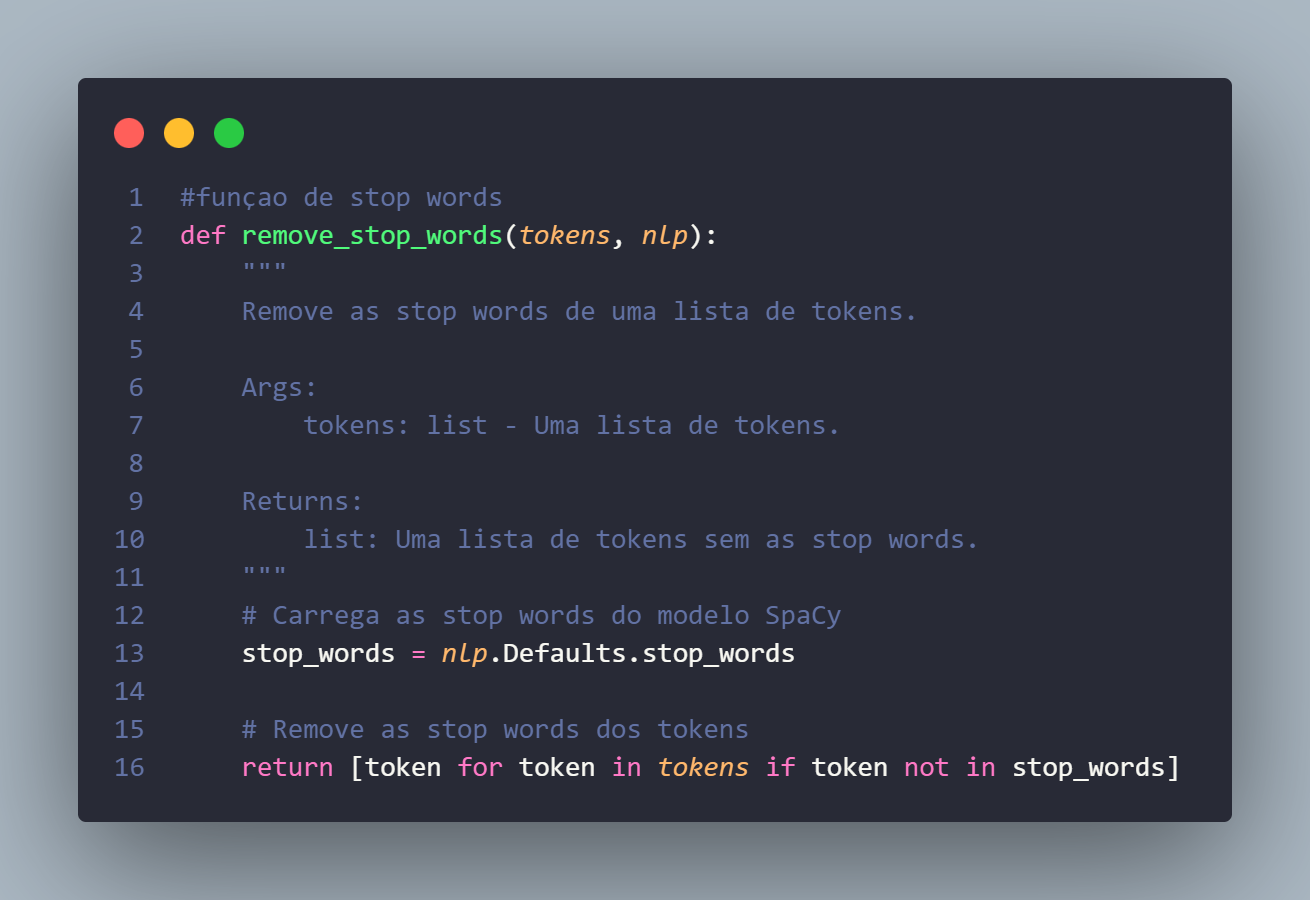 1 #funçao de stop words
2 def remove_stop_words(tokens, nlp):
3     """
4     Remove as stop words de uma lista de tokens.
5
6     Args:
7         tokens: list - Uma lista de tokens.
8
9     Returns:
10         list: Uma lista de tokens sem as stop words.
11     """
12     # Carrega as stop words do modelo SpaCy
13     stop_words = nlp.Defaults.stop_words
14
15     # Remove as stop words dos tokens
16     return [token for token in tokens if token not in stop_words]